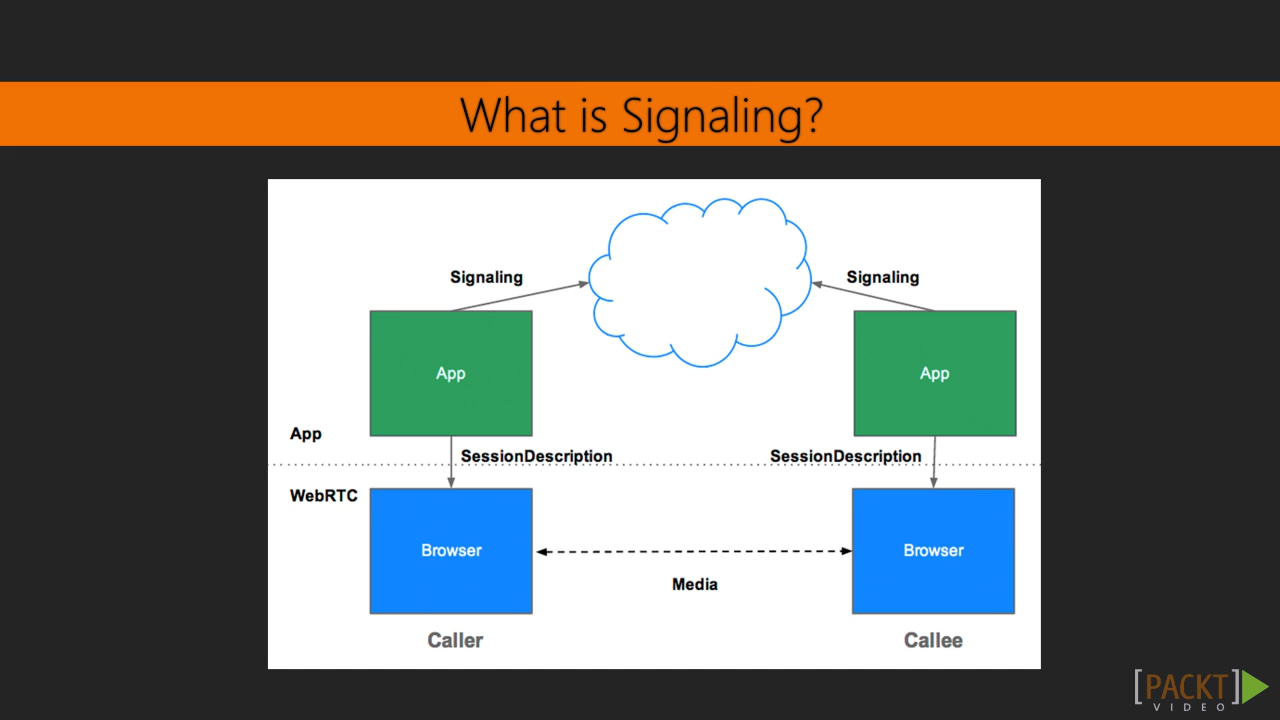 What is Signaling?
Signaling
Signaling
App
App
App
SessionDescription
SessionDescription
WebRTC
Browser
Browser
Media
Caller
Callee
[PACKT]
VIDEO